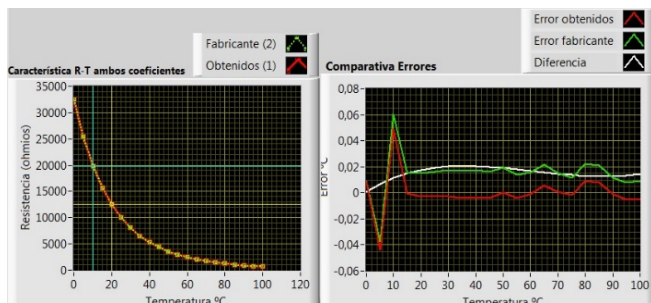 Fabricante (2)
Obtenidos (1)
Característica R-T ambos coeficientes
Resistencia (ohmios)
35000
30000
25000
20000
15000
10000
5000
0
0 20 40 60 80 100 120
Temperatura ºC
Error obtenidos
Error fabricante
Diferencia
Comparativa Errores
Error ºC
0,08
0,06
0,04
0,02
0
-0,02
-0,04
-0,06
0 10 20 30 40 50 60 70 80 90 100
Temperatura ºC